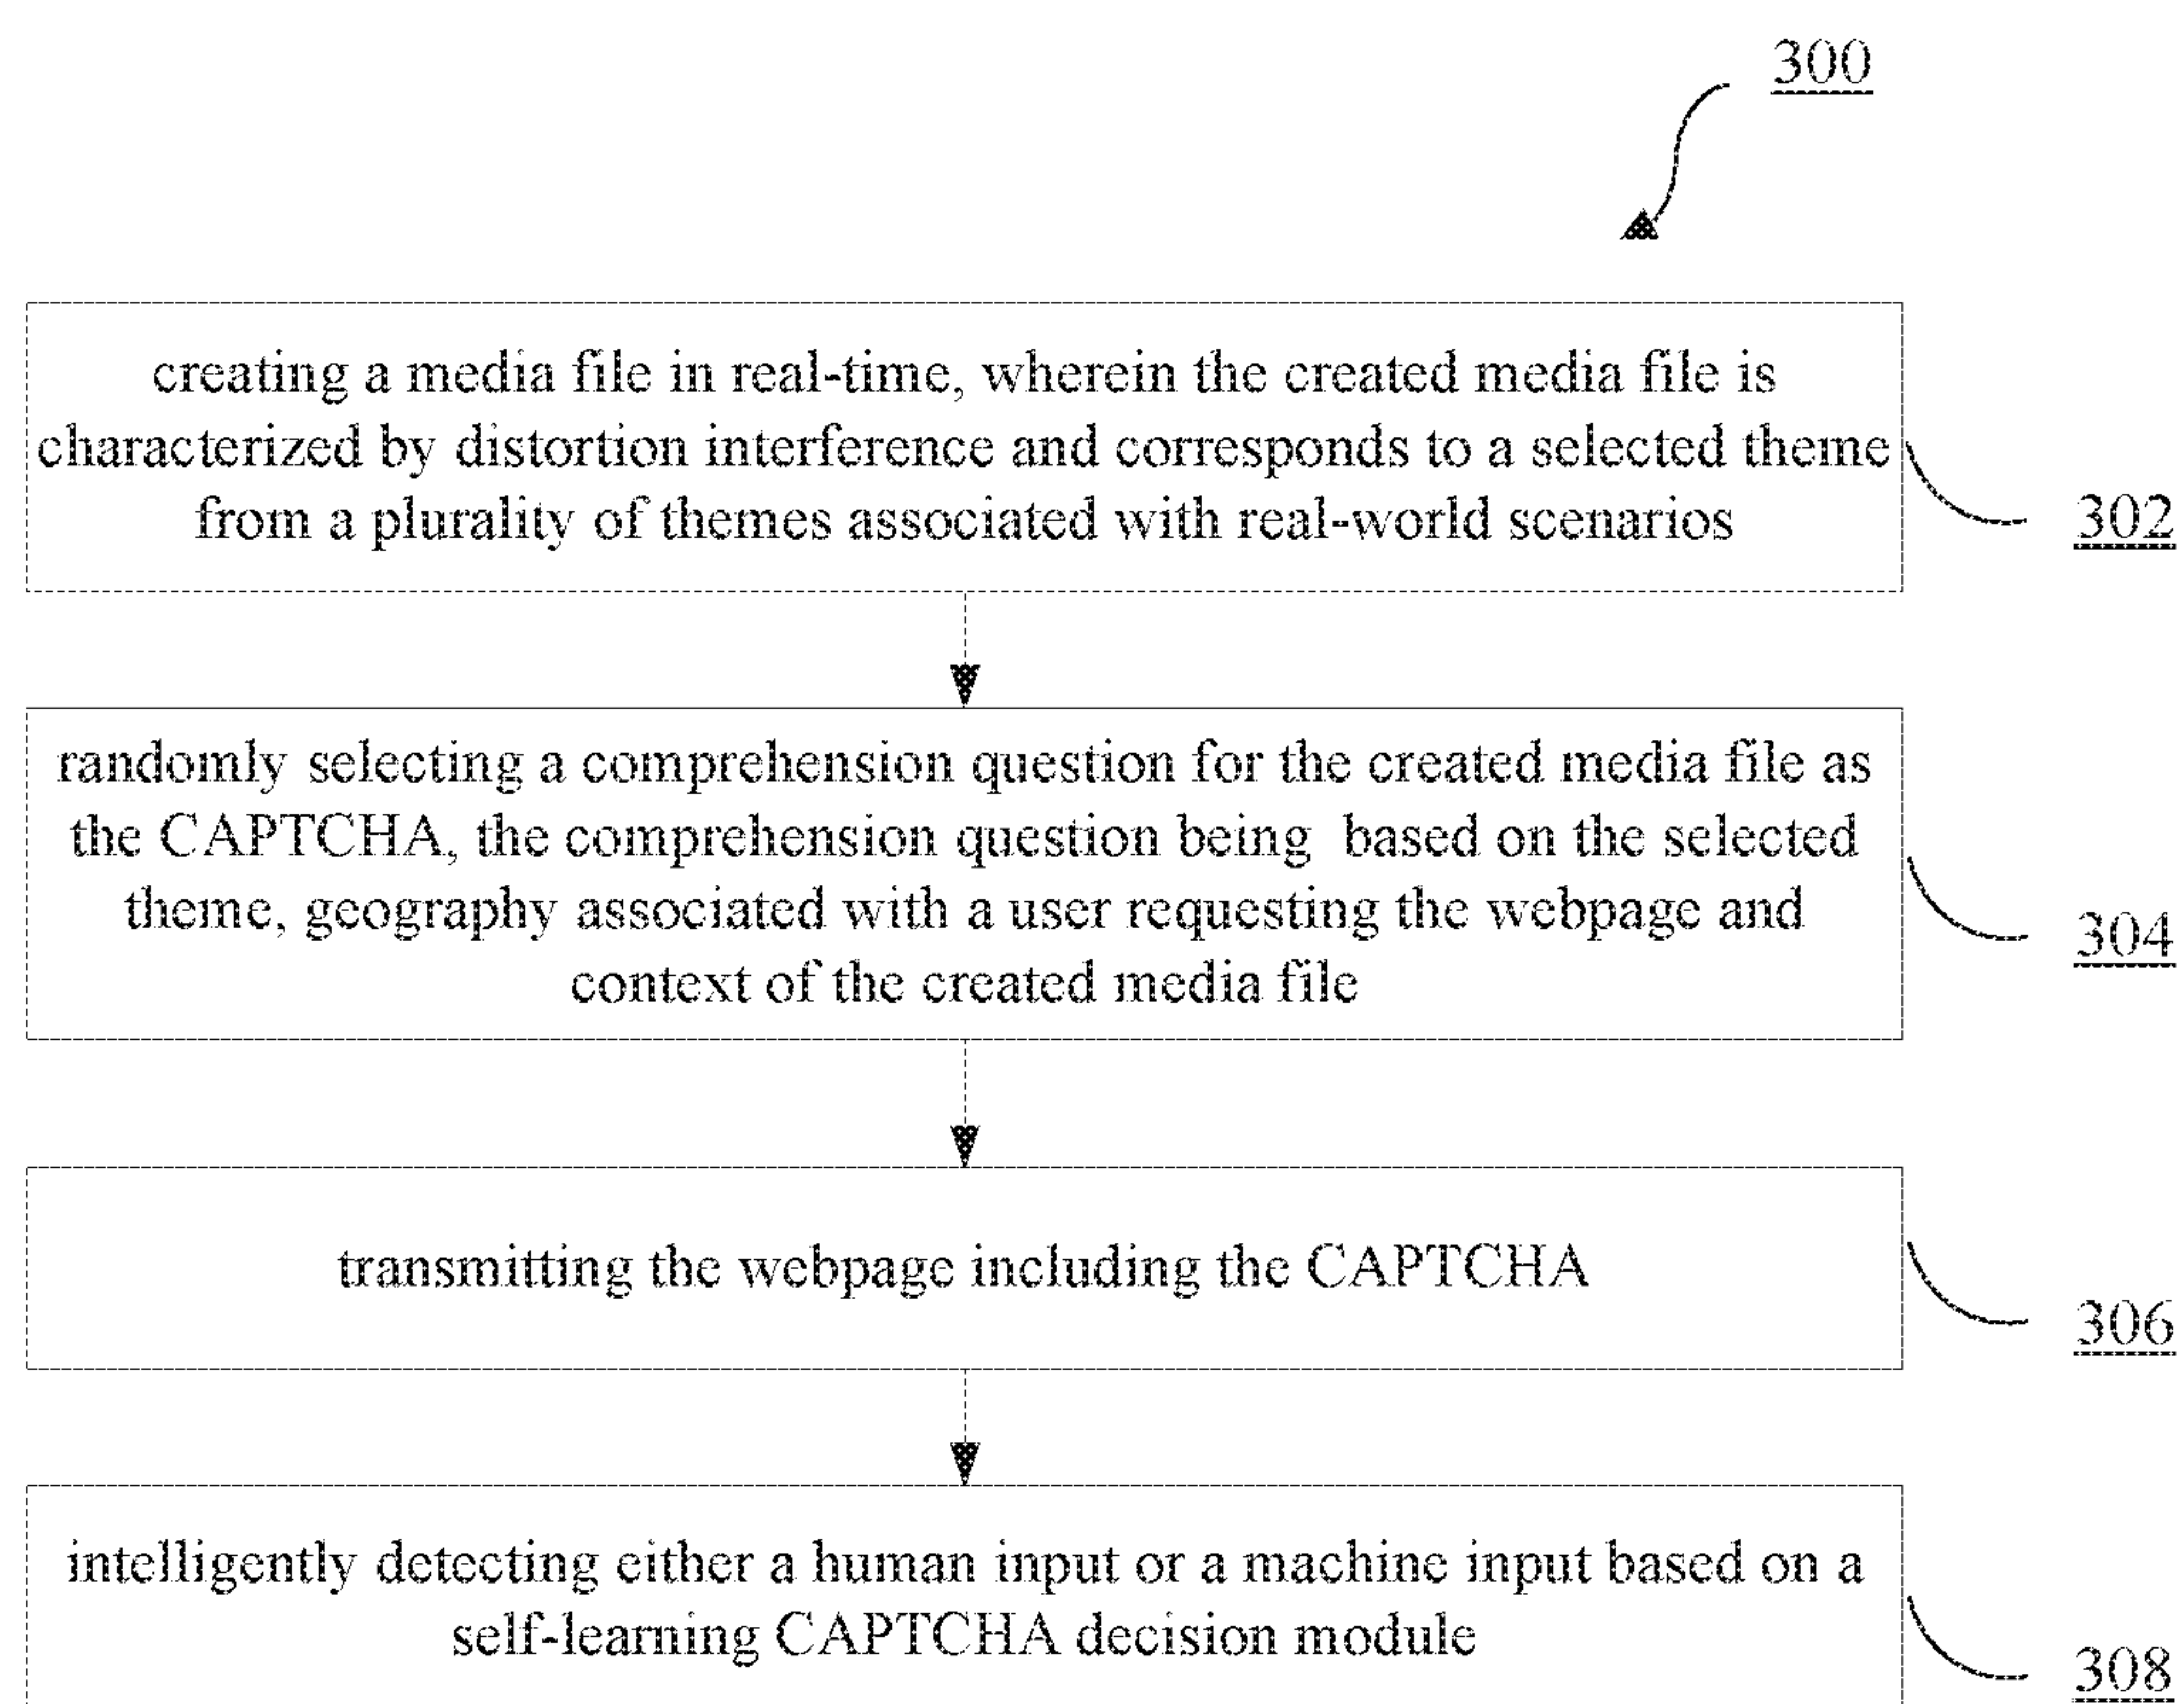 300
creating a media file in real-time, wherein the created media file is
characterized by distortion interference and corresponds to a selected theme
from a plurality of themes associated with real-world scenarios
302
randomly selecting a comprehension question for the created media file as
the CAPTCHA, the comprehension question being based on the selected
theme, geography associated with a user requesting the webpage and
context of the created media file
304
transmitting the webpage including the CAPTCHA
306
intelligently detecting either a human input or a machine input based on a
self-learning CAPTCHA decision module
308